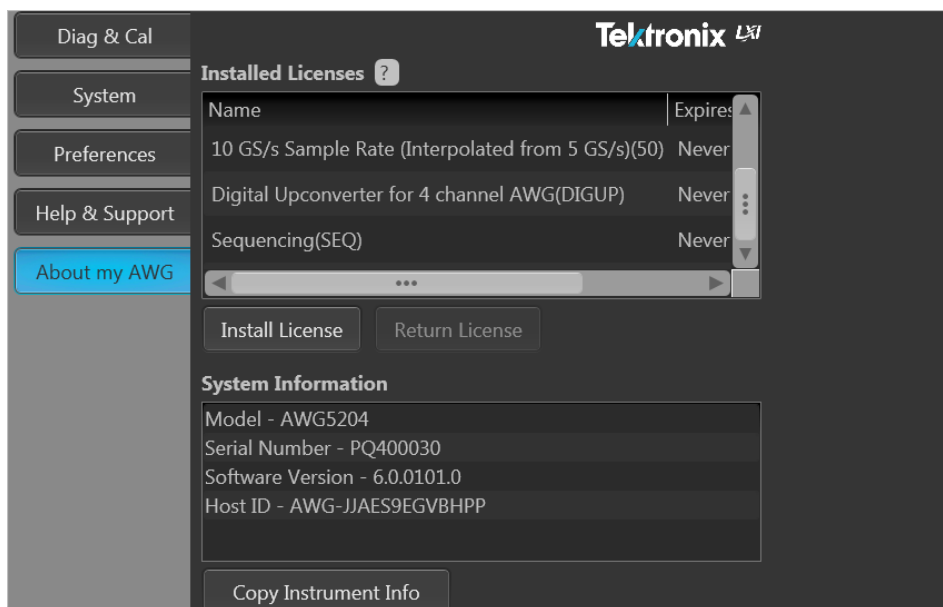 Diag & Cal
System
Preferences
Help & Support
About my AWG
Tektronix LXI
Installed Licenses ?
Name Expires
10 GS/s Sample Rate (Interpolated from 5 GS/s)(50) Never
Digital Upconverter for 4 channel AWG(DIGUP) Never
Sequencing(SEQ) Never
Install License Return License
System Information
Model - AWG5204
Serial Number - PQ400030
Software Version - 6.0.0101.0
Host ID - AWG-JJAES9EGVBHPP
Copy Instrument Info